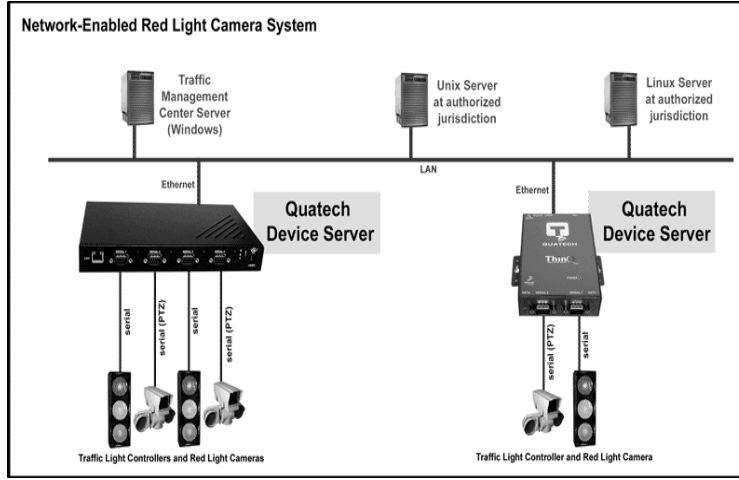 Network-Enabled Red Light Camera System
Traffic
Management
Center Server
(Windows)
Unix Server
at authorized
jurisdiction
Linux Server
at authorized
jurisdiction
LAN
Ethernet
Quatech
Device Server
Ethernet
Quatech
Device Server
QUATECH
serial
serial (PTZ)
serial
serial (PTZ)
serial (PTZ)
serial
Traffic Light Controllers and Red Light Cameras
Traffic Light Controller and Red Light Camera